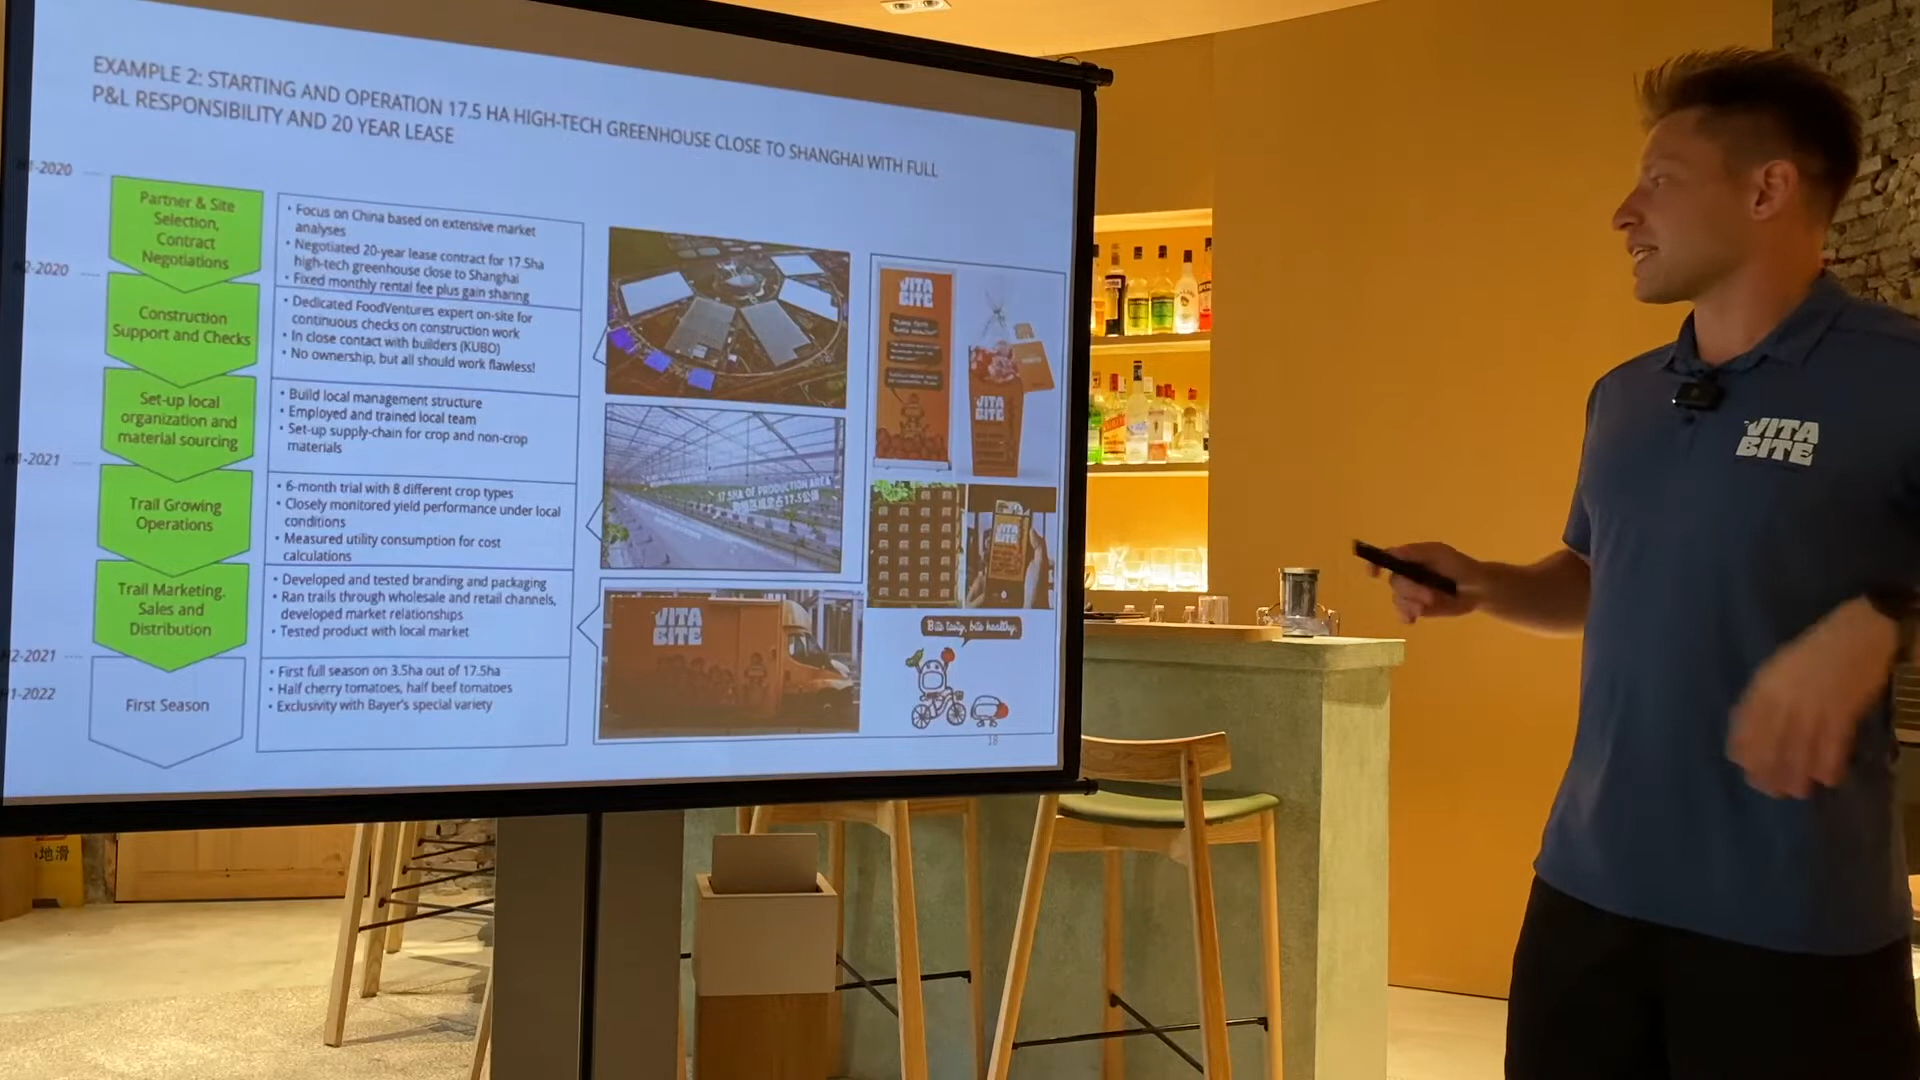 EXAMPLE 2: STARTING AND OPERATION 17.5 HA HIGH-TECH GREENHOUSE CLOSE TO SHANGHAI WITH FULL
P&L RESPONSIBILITY AND 20 YEAR LEASE
1-2020
Partner & Site
Selection,
Contract
Negotiations
• Focus on China based on extensive market
analyses
• Negotiated 20-year lease contract for 17.5ha
high-tech greenhouse close to Shanghai
• Fixed monthly rental fee plus gain sharing
2-2020
Construction
Support and Checks
• Dedicated FoodVentures expert on-site for
continuous checks on construction work
• In close contact with builders (KUBO)
• No ownership, but all should work flawless!
Set-up local
organization and
material sourcing
• Build local management structure
• Employed and trained local team
• Set-up supply-chain for crop and non-crop
materials
1-2021
Trail Growing
Operations
• 6-month trial with 8 different crop types
• Closely monitored yield performance under local
conditions
• Measured utility consumption for cost
calculations
Trail Marketing,
Sales and
Distribution
• Developed and tested branding and packaging
• Ran trails through wholesale and retail channels,
developed market relationships
• Tested product with local market
2-2021
1-2022
First Season
• First full season on 3.5ha out of 17.5ha
• Half cherry tomatoes, half beef tomatoes
• Exclusivity with Bayer's special variety
17.5HA OF PRODUCTION AREA
VITA
BITE
VITA
BITE
VITA
BITE
VITA
BITE
Bite tasty, bite healthy.
18
VITA
BITE
地滑